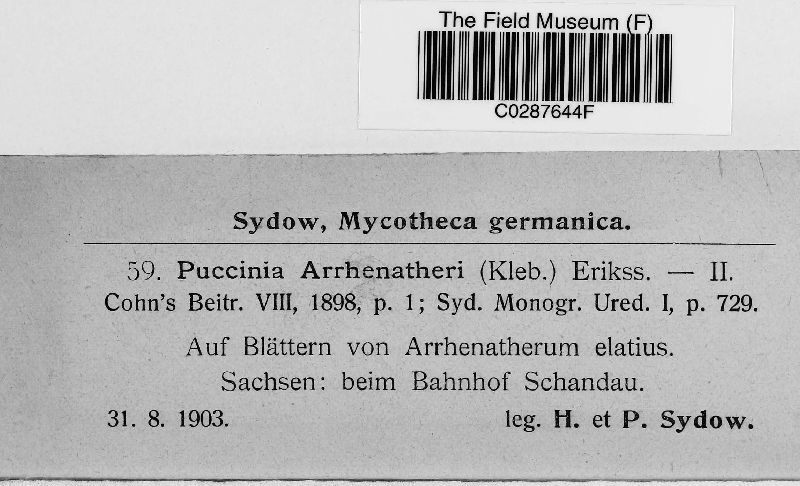 The Field Museum (F)
C0287644F
Sydow, Mycotheca germanica.
59. Puccinia Arrhenatheri (Kleb.) Erikss. — II.
Cohn's Beitr. VIII, 1898, p. 1; Syd. Monogr. Ured. I, p. 729.
Auf Blättern von Arrhenatherum elatius.
Sachsen: beim Bahnhof Schandau.
31. 8. 1903. leg. H. et P. Sydow.